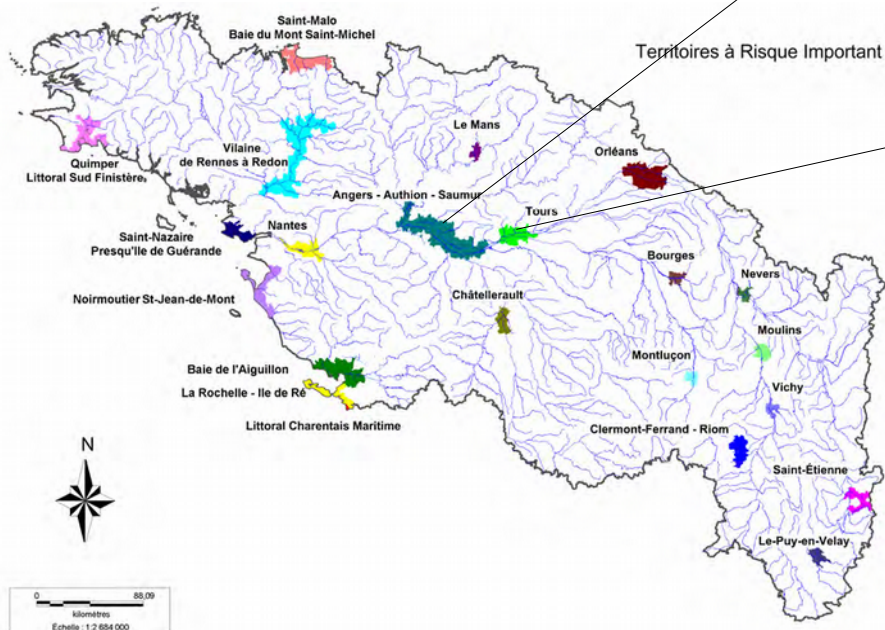 Saint-Malo
Baie du Mont Saint-Michel
Territoires à Risque Important
Le Mans
Vilaine
de Rennes à Redon
Orléans
Quimper
Littoral Sud Finistère
Angers - Authion - Saumur
Tours
Nantes
Saint-Nazaire
Presqu'Ile de Guérande
Bourges
Nevers
Noirmoutier St-Jean-de-Mont
Châtellerault
Moulins
Montluçon
Baie de l'Aiguillon
Vichy
La Rochelle - Ile de Ré
Littoral Charentais Maritime
Clermont-Ferrand - Riom
N
Saint-Étienne
Le-Puy-en-Velay
0 88,09
kilomètres
Échelle : 1:2 684 000